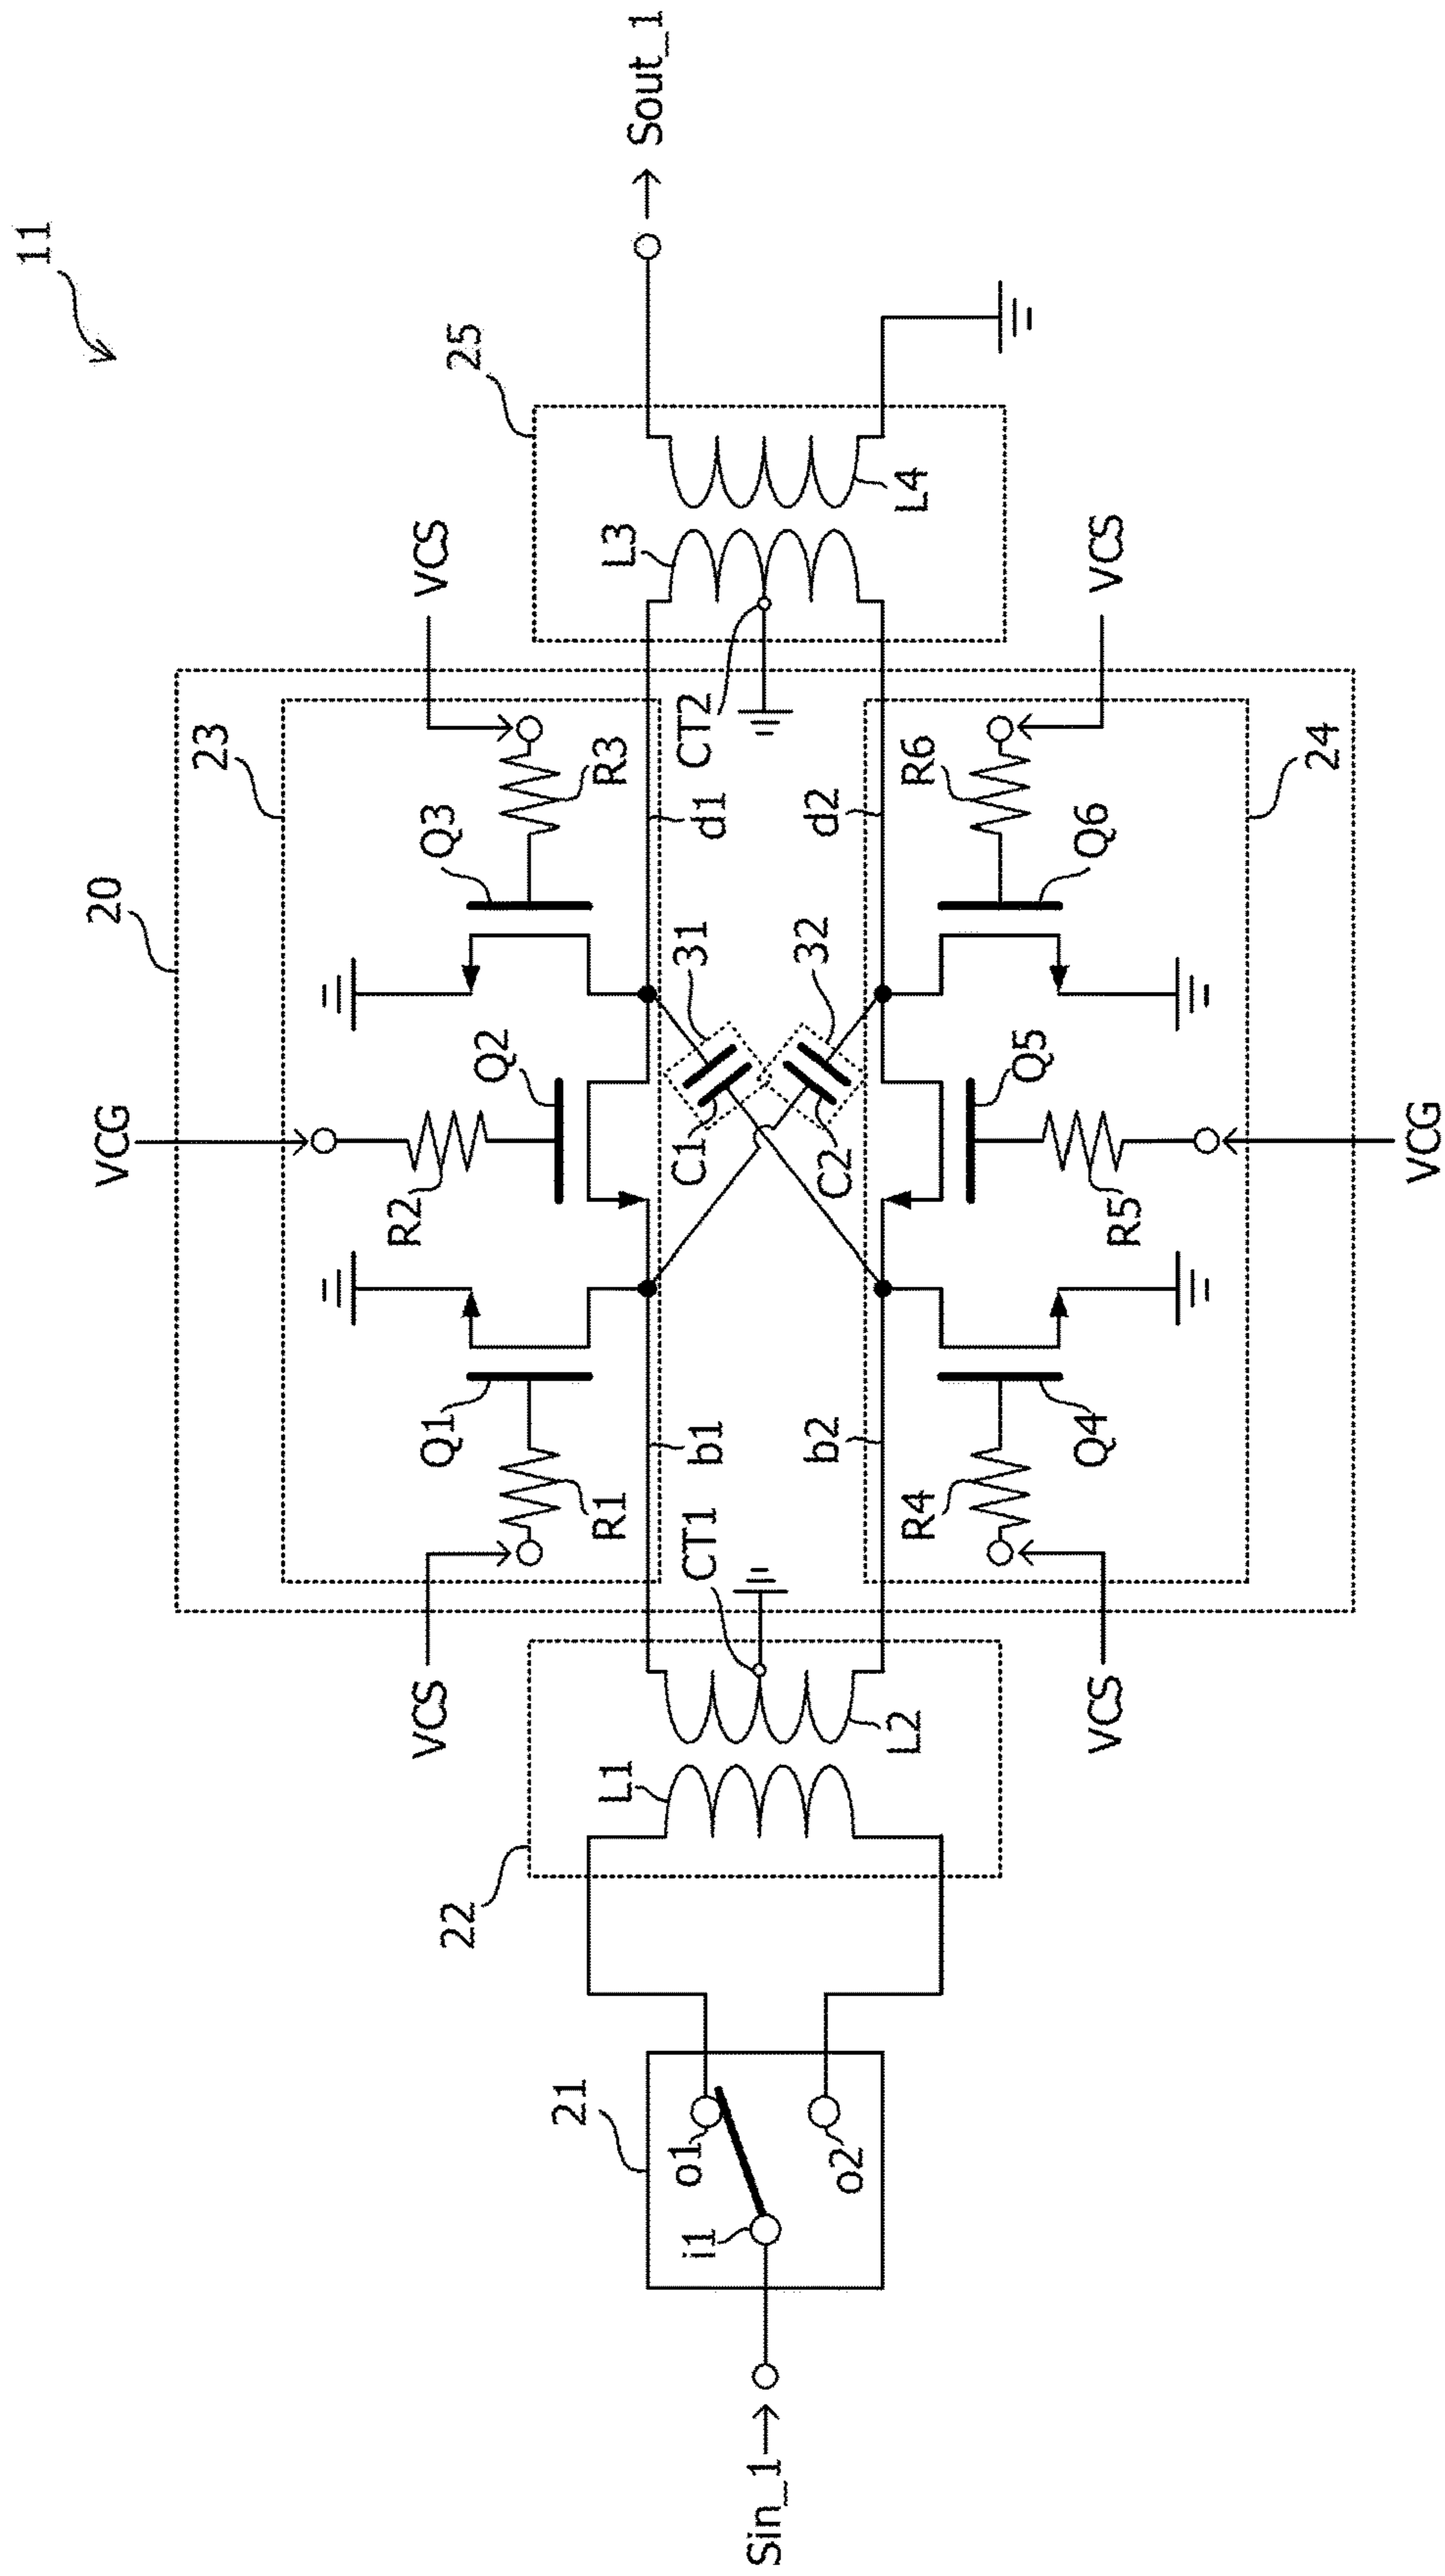 11
20
23
25
VCG
VCS
VCS
Q1
Q2
Q3
R1
R2
R3
22
L1
L2
CT1
b1
d1
31
C1
CT2
L3
L4
Sout_1
21
i1
o1
o2
Sin_1
b2
d2
32
C2
R4
R5
R6
Q4
Q5
Q6
24
VCS
VCS
VCG